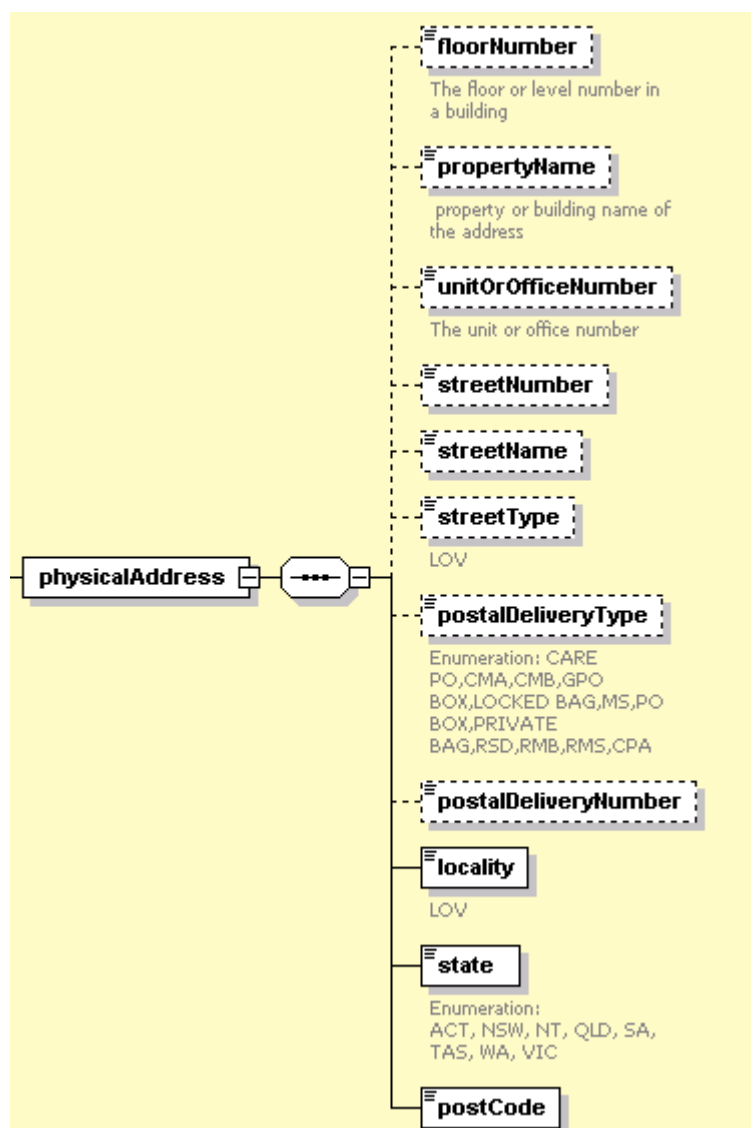 floorNumber
The floor or level number in
a building
propertyName
property or building name of
the address
unitOrOfficeNumber
The unit or office number
streetNumber
streetName
streetType
LOV
physicalAddress
postalDeliveryType
Enumeration: CARE
PO,CMA,CMB,GPO
BOX,LOCKED BAG,MS,PO
BOX,PRIVATE
BAG,RSD,RMB,RMS,CPA
postalDeliveryNumber
locality
LOV
state
Enumeration:
ACT, NSW, NT, QLD, SA,
TAS, WA, VIC
postCode